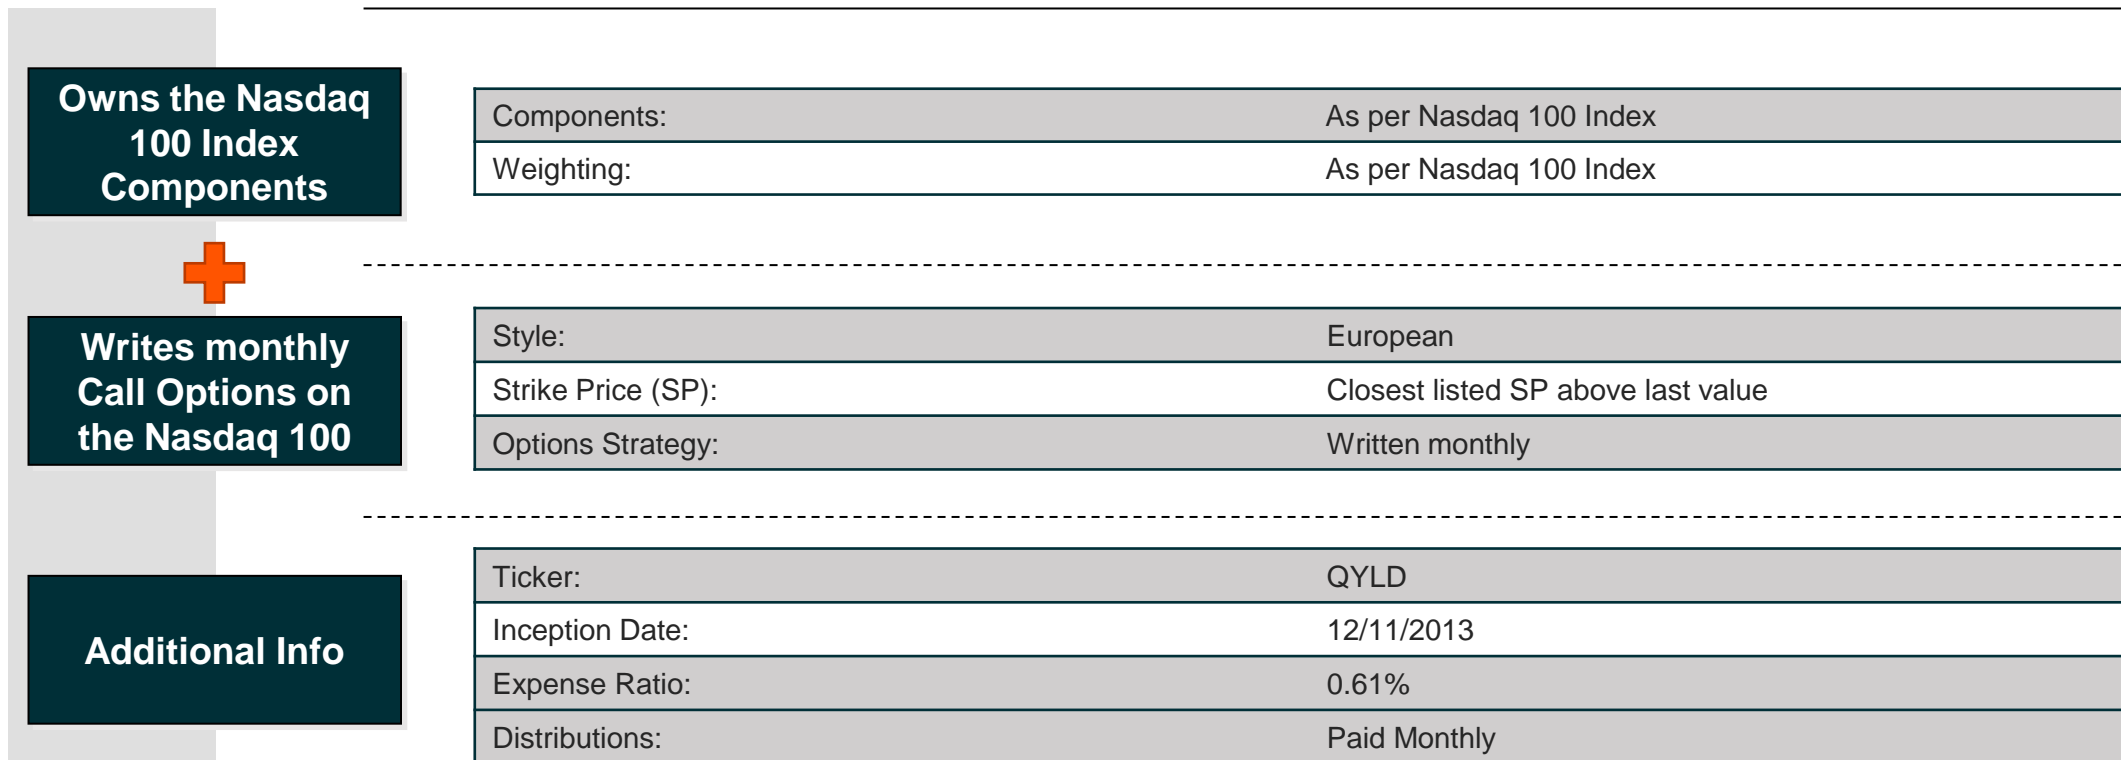 Owns the Nasdaq
100 Index
Components
Components: As per Nasdaq 100 Index
Weighting: As per Nasdaq 100 Index
Writes monthly
Call Options on
the Nasdaq 100
Style: European
Strike Price (SP): Closest listed SP above last value
Options Strategy: Written monthly
Additional Info
Ticker: QYLD
Inception Date: 12/11/2013
Expense Ratio: 0.61%
Distributions: Paid Monthly